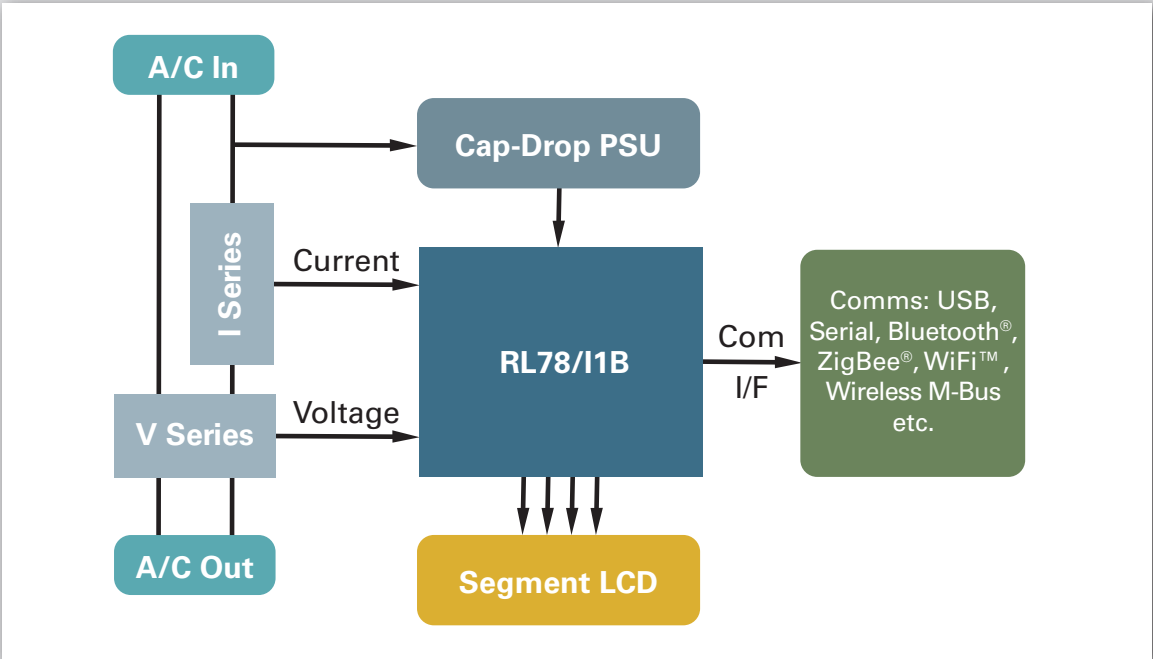 A/C In
Cap-Drop PSU
I Series
Current
RL78/I1B
Com
I/F
Comms: USB,
Serial, Bluetooth®,
ZigBee®, WiFi™,
Wireless M-Bus
etc.
V Series
Voltage
A/C Out
Segment LCD